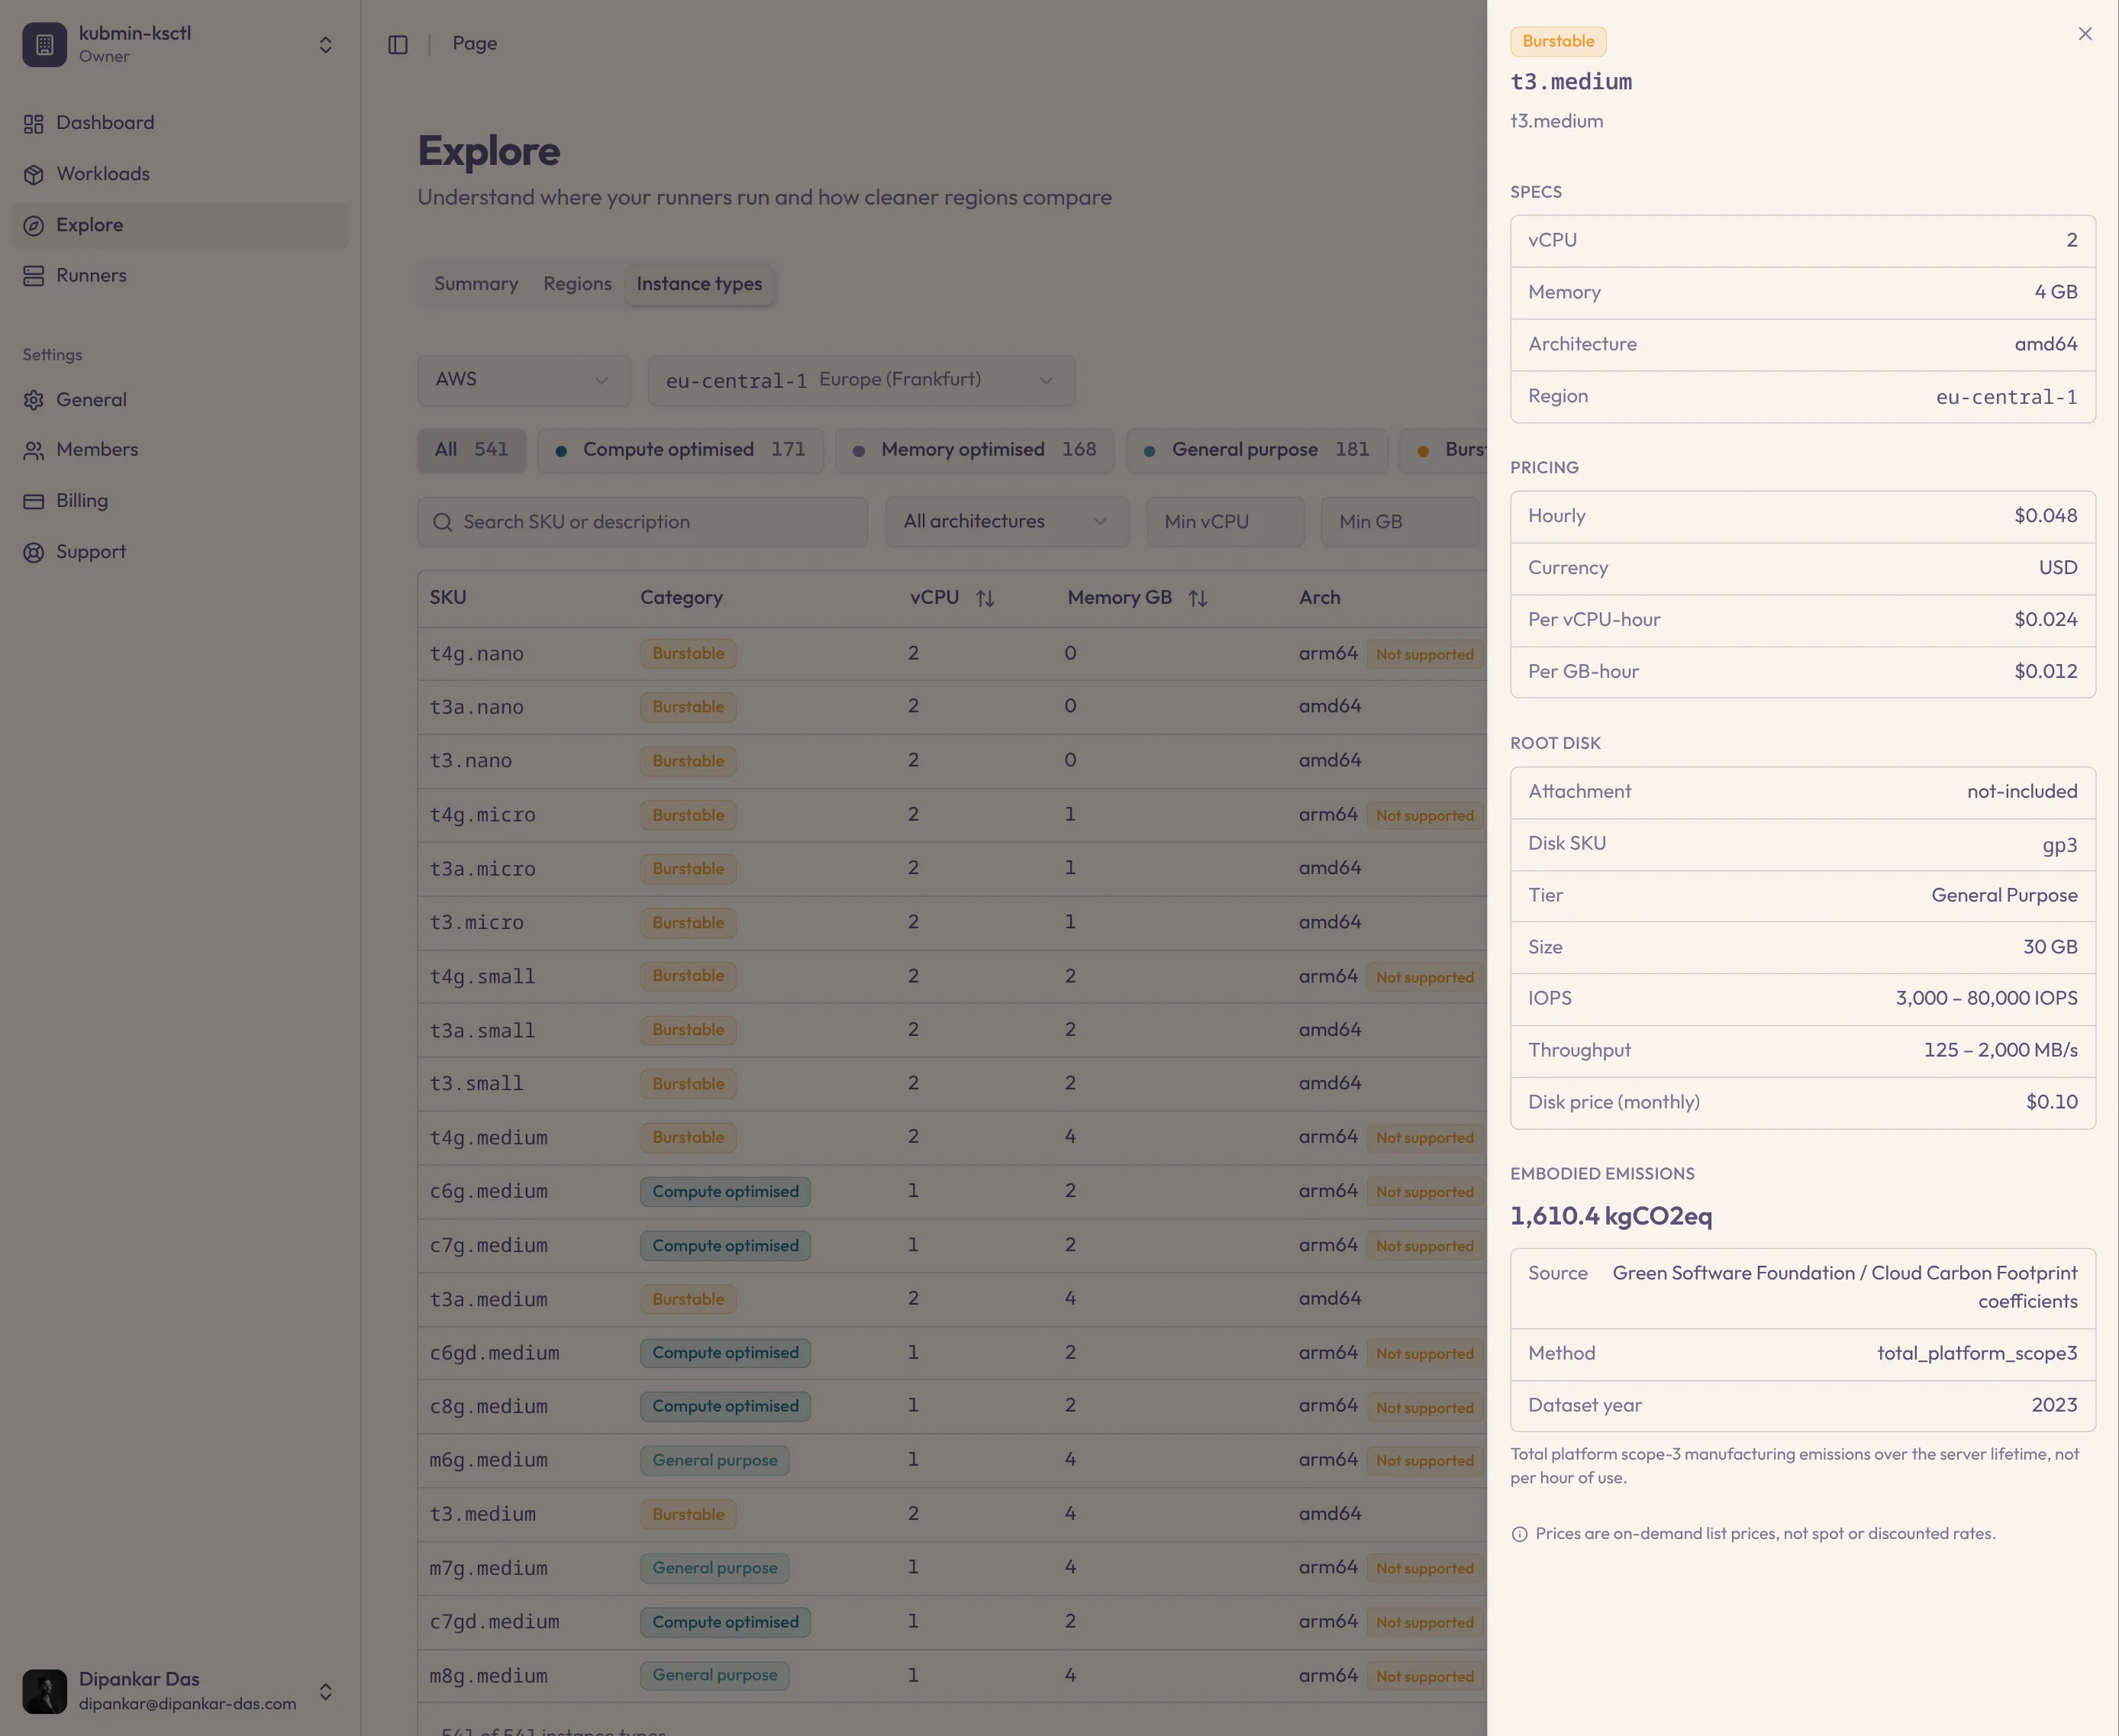 kubmin-ksctl
Owner
Dashboard
Workloads
Explore
Runners
Settings
General
Members
Billing
Support
Dipankar Das
dipankar@dipankar-das.com
Page
Explore
Understand where your runners run and how cleaner regions compare
Summary Regions Instance types
AWS eu-central-1 Europe (Frankfurt)
All 541 Compute optimised 171 Memory optimised 168 General purpose 181
Search SKU or description All architectures Min vCPU Min GB
SKU Category vCPU Memory GB Arch
t4g.nano Burstable 2 0 arm64 Not supported
t3a.nano Burstable 2 0 amd64
t3.nano Burstable 2 0 amd64
t4g.micro Burstable 2 1 arm64 Not supported
t3a.micro Burstable 2 1 amd64
t3.micro Burstable 2 1 amd64
t4g.small Burstable 2 2 arm64 Not supported
t3a.small Burstable 2 2 amd64
t3.small Burstable 2 2 amd64
t4g.medium Burstable 2 4 arm64 Not supported
c6g.medium Compute optimised 1 2 arm64 Not supported
c7g.medium Compute optimised 1 2 arm64 Not supported
t3a.medium Burstable 2 4 amd64
c6gd.medium Compute optimised 1 2 arm64 Not supported
c8g.medium Compute optimised 1 2 arm64 Not supported
m6g.medium General purpose 1 4 arm64 Not supported
t3.medium Burstable 2 4 amd64
m7g.medium General purpose 1 4 arm64 Not supported
c7gd.medium Compute optimised 1 2 arm64 Not supported
m8g.medium General purpose 1 4 arm64 Not supported
541 of 541 instance types
Burstable
t3.medium
t3.medium
SPECS
vCPU 2
Memory 4 GB
Architecture amd64
Region eu-central-1
PRICING
Hourly $0.048
Currency USD
Per vCPU-hour $0.024
Per GB-hour $0.012
ROOT DISK
Attachment not-included
Disk SKU gp3
Tier General Purpose
Size 30 GB
IOPS 3,000 – 80,000 IOPS
Throughput 125 – 2,000 MB/s
Disk price (monthly) $0.10
EMBODIED EMISSIONS
1,610.4 kgCO2eq
Source Green Software Foundation / Cloud Carbon Footprint
coefficients
Method total_platform_scope3
Dataset year 2023
Total platform scope-3 manufacturing emissions over the server lifetime, not
per hour of use.
Prices are on-demand list prices, not spot or discounted rates.